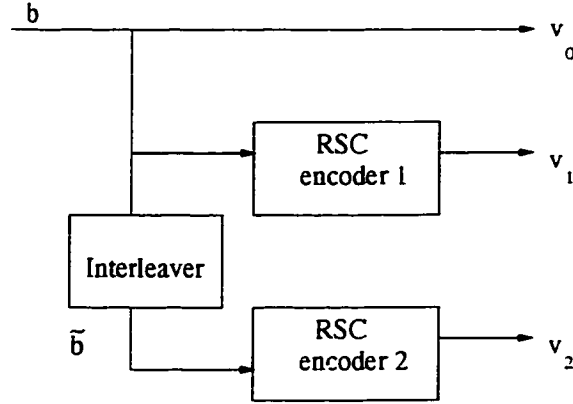 b
v0
RSC
encoder 1
v1
Interleaver
b̃
RSC
encoder 2
v2